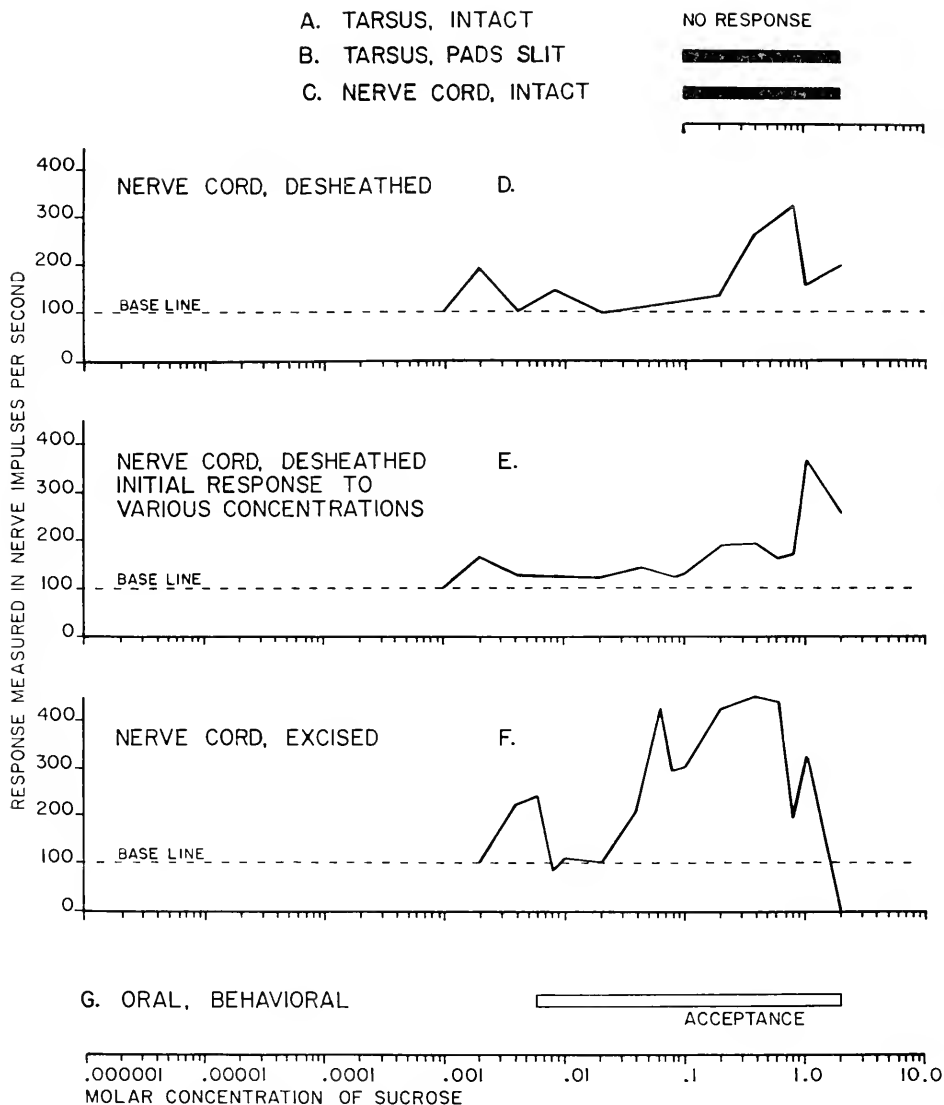 A. TARSUS, INTACT NO RESPONSE
B. TARSUS, PADS SLIT
C. NERVE CORD, INTACT
RESPONSE MEASURED IN NERVE IMPULSES PER SECOND
400
NERVE CORD, DESHEATHED D.
300
200
100 BASE LINE
0
400
NERVE CORD, DESHEATHED E.
INITIAL RESPONSE TO
300
VARIOUS CONCENTRATIONS
200
100 BASE LINE
0
400
NERVE CORD, EXCISED F.
300
200
100 BASE LINE
0
G. ORAL, BEHAVIORAL
ACCEPTANCE
.000001 .00001 .0001 .001 .01 .1 1.0 10.0
MOLAR CONCENTRATION OF SUCROSE